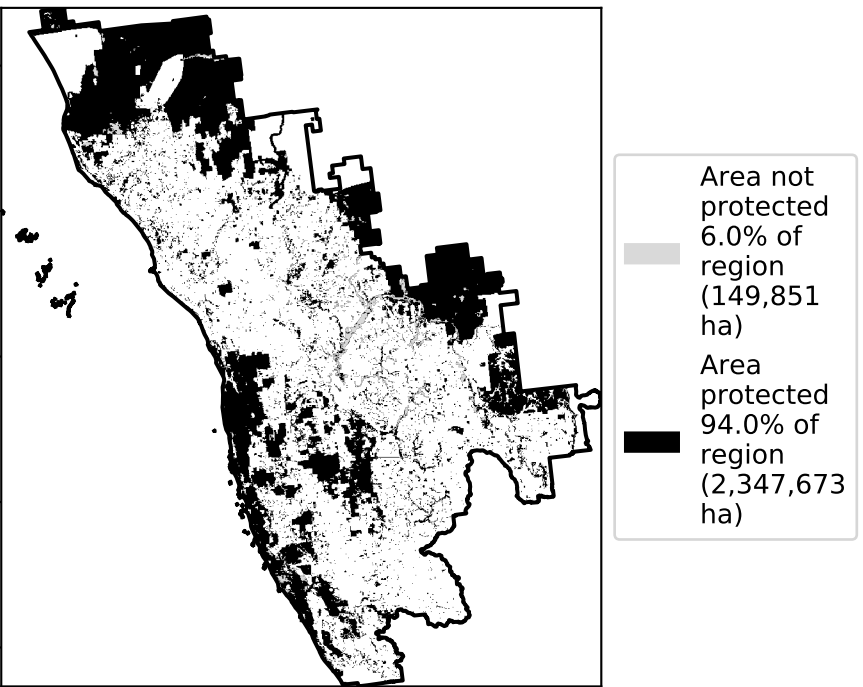 Area not
protected
6.0% of
region
(149,851
ha)
Area
protected
94.0% of
region
(2,347,673
ha)